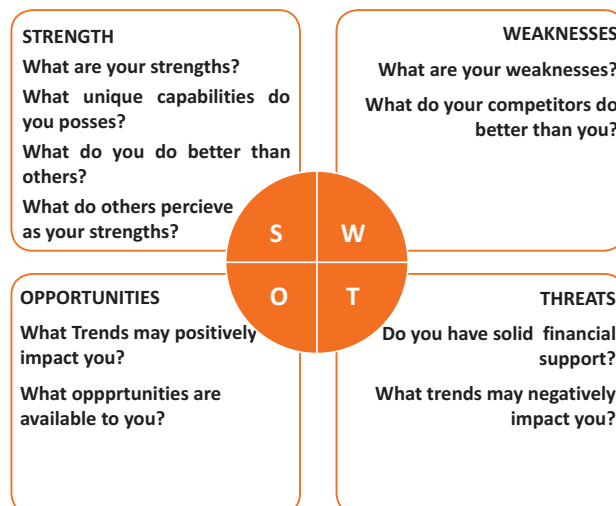 STRENGTH
What are your strengths?
What unique capabilities do
you posses?
What do you do better than
others?
What do others percieve
as your strengths?
WEAKNESSES
What are your weaknesses?
What do your competitors do
better than you?
S
W
O
T
OPPORTUNITIES
What Trends may positively
impact you?
What oppprtunities are
available to you?
THREATS
Do you have solid financial
support?
What trends may negatively
impact you?